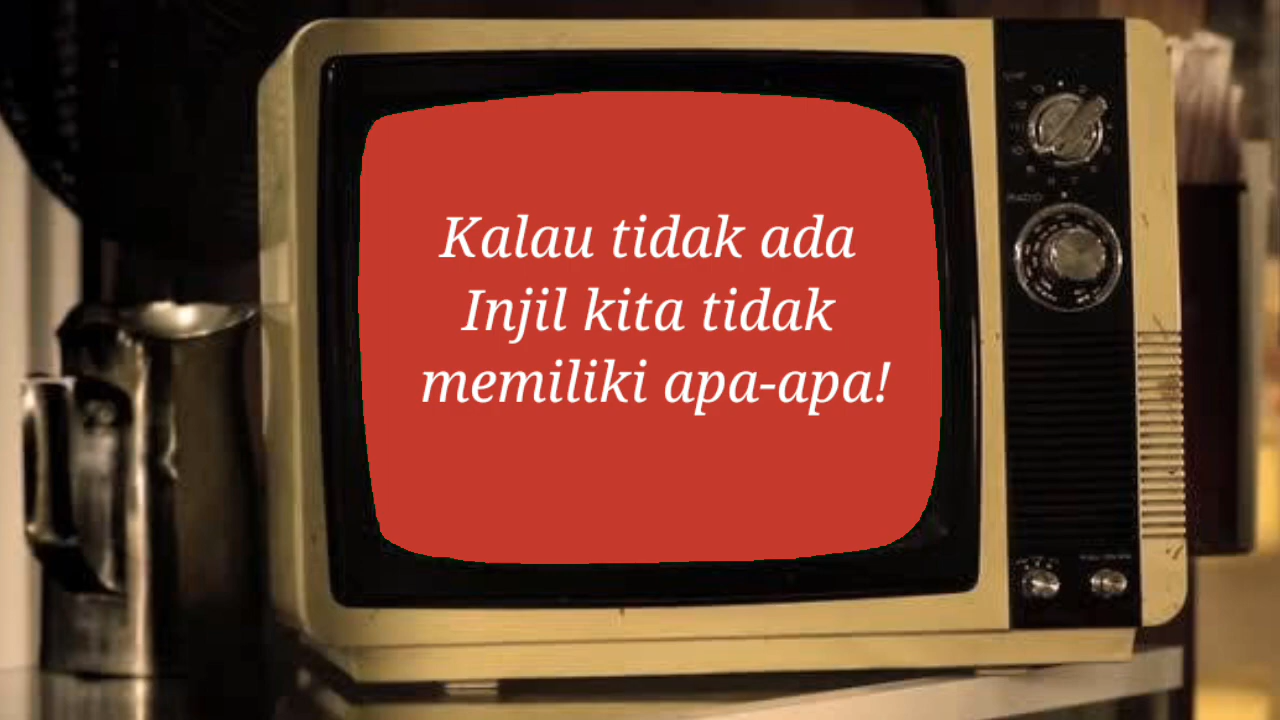 Kalau tidak ada
Injil kita tidak
memiliki apa-apa!